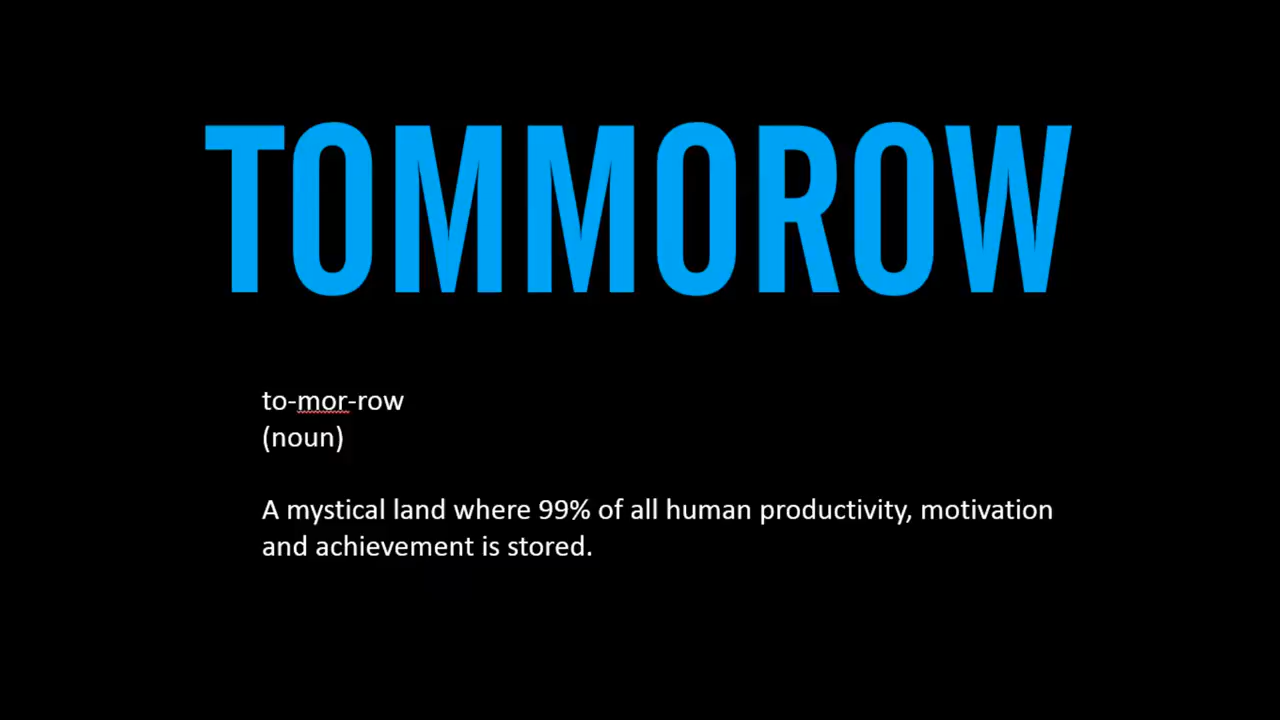 TOMMOROW
to-mor-row
(noun)
A mystical land where 99% of all human productivity, motivation
and achievement is stored.